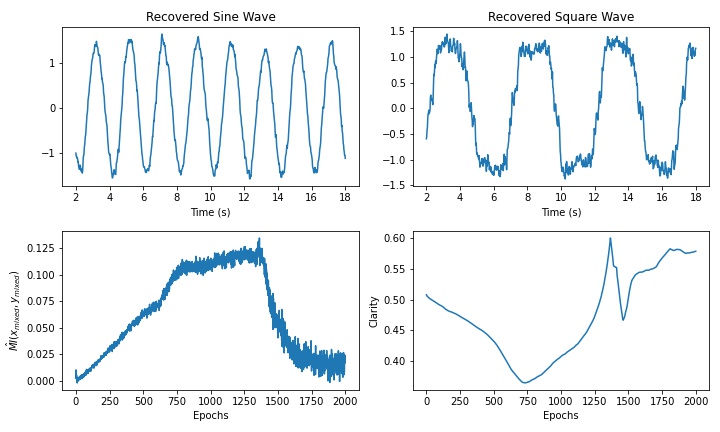 Recovered Sine Wave
1
0
−1
2 4 6 8 10 12 14 16 18
Time (s)
Recovered Square Wave
1.5
1.0
0.5
0.0
−0.5
−1.0
−1.5
2 4 6 8 10 12 14 16 18
Time (s)
M̂I(x_mixed, y_mixed)
0.125
0.100
0.075
0.050
0.025
0.000
0 250 500 750 1000 1250 1500 1750 2000
Epochs
Clarity
0.60
0.55
0.50
0.45
0.40
0 250 500 750 1000 1250 1500 1750 2000
Epochs